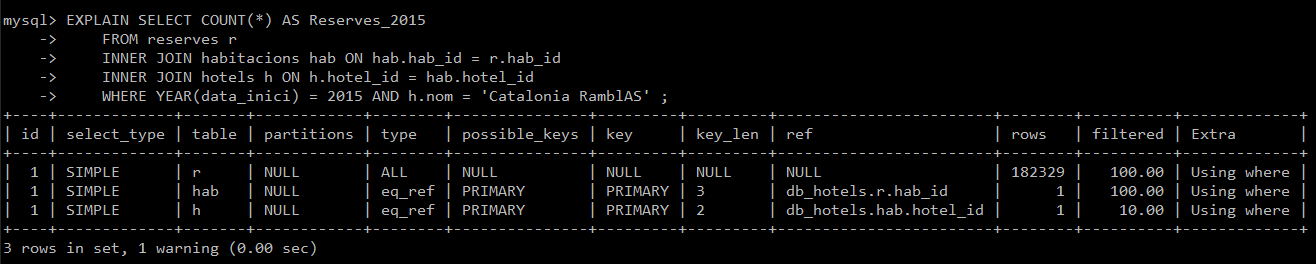 mysql> EXPLAIN SELECT COUNT(*) AS Reserves_2015
    ->     FROM reserves r
    ->     INNER JOIN habitacions hab ON hab.hab_id = r.hab_id
    ->     INNER JOIN hotels h ON h.hotel_id = hab.hotel_id
    ->     WHERE YEAR(data_inici) = 2015 AND h.nom = 'Catalonia RamblAS' ;
+----+-------------+-------+------------+--------+---------------+---------+---------+------------------------+--------+----------+-------------+
| id | select_type | table | partitions | type   | possible_keys | key     | key_len | ref                    | rows   | filtered | Extra       |
+----+-------------+-------+------------+--------+---------------+---------+---------+------------------------+--------+----------+-------------+
|  1 | SIMPLE      | r     | NULL       | ALL    | NULL          | NULL    | NULL    | NULL                   | 182329 |   100.00 | Using where |
|  1 | SIMPLE      | hab   | NULL       | eq_ref | PRIMARY       | PRIMARY | 3       | db_hotels.r.hab_id     |      1 |   100.00 | Using where |
|  1 | SIMPLE      | h     | NULL       | eq_ref | PRIMARY       | PRIMARY | 2       | db_hotels.hab.hotel_id |      1 |    10.00 | Using where |
+----+-------------+-------+------------+--------+---------------+---------+---------+------------------------+--------+----------+-------------+
3 rows in set, 1 warning (0.00 sec)